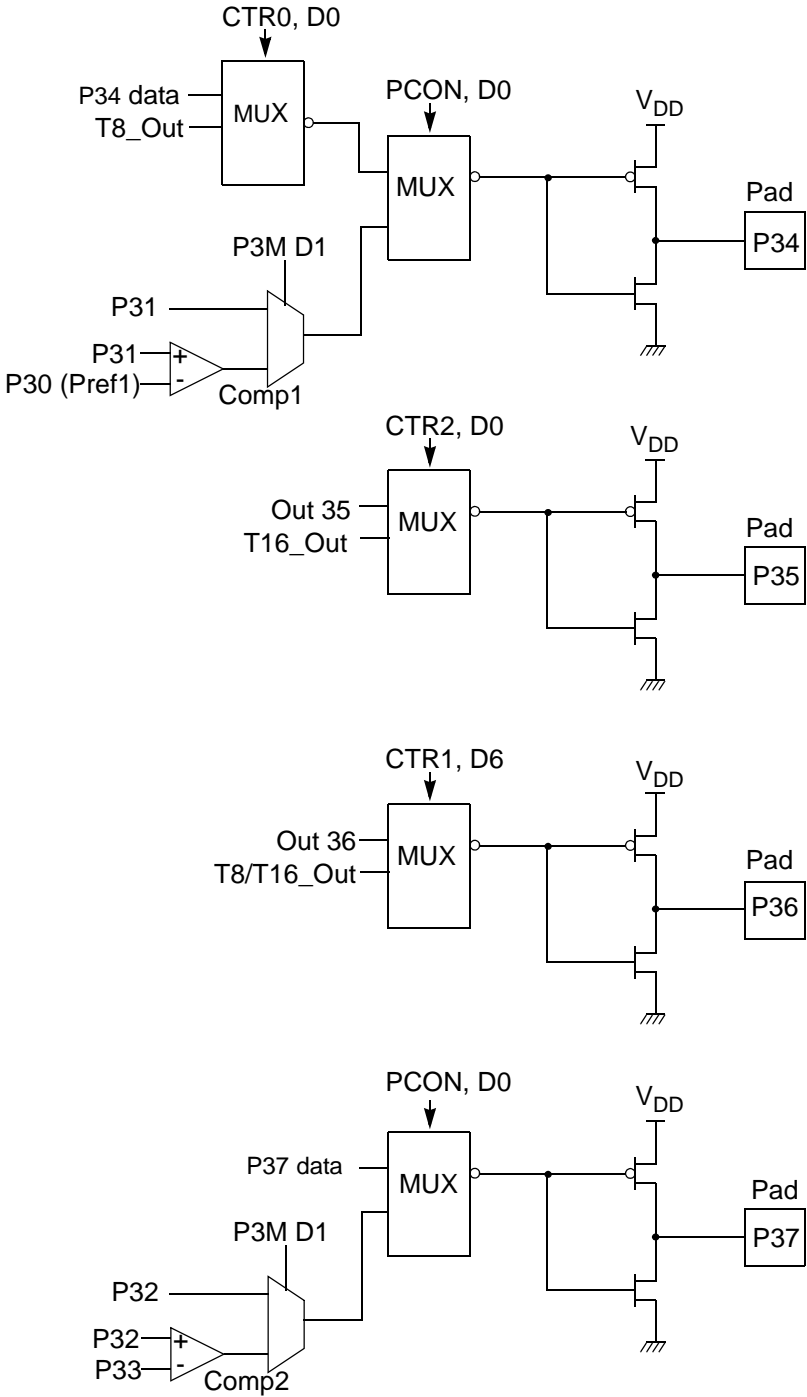 CTR0, D0
P34 data
T8_Out
MUX
PCON, D0
MUX
VDD
Pad
P34
P3M D1
P31
P31
P30 (Pref1)
+
-
Comp1
CTR2, D0
Out 35
T16_Out
MUX
VDD
Pad
P35
CTR1, D6
Out 36
T8/T16_Out
MUX
VDD
Pad
P36
PCON, D0
P37 data
MUX
VDD
Pad
P37
P3M D1
P32
P32
P33
+
-
Comp2